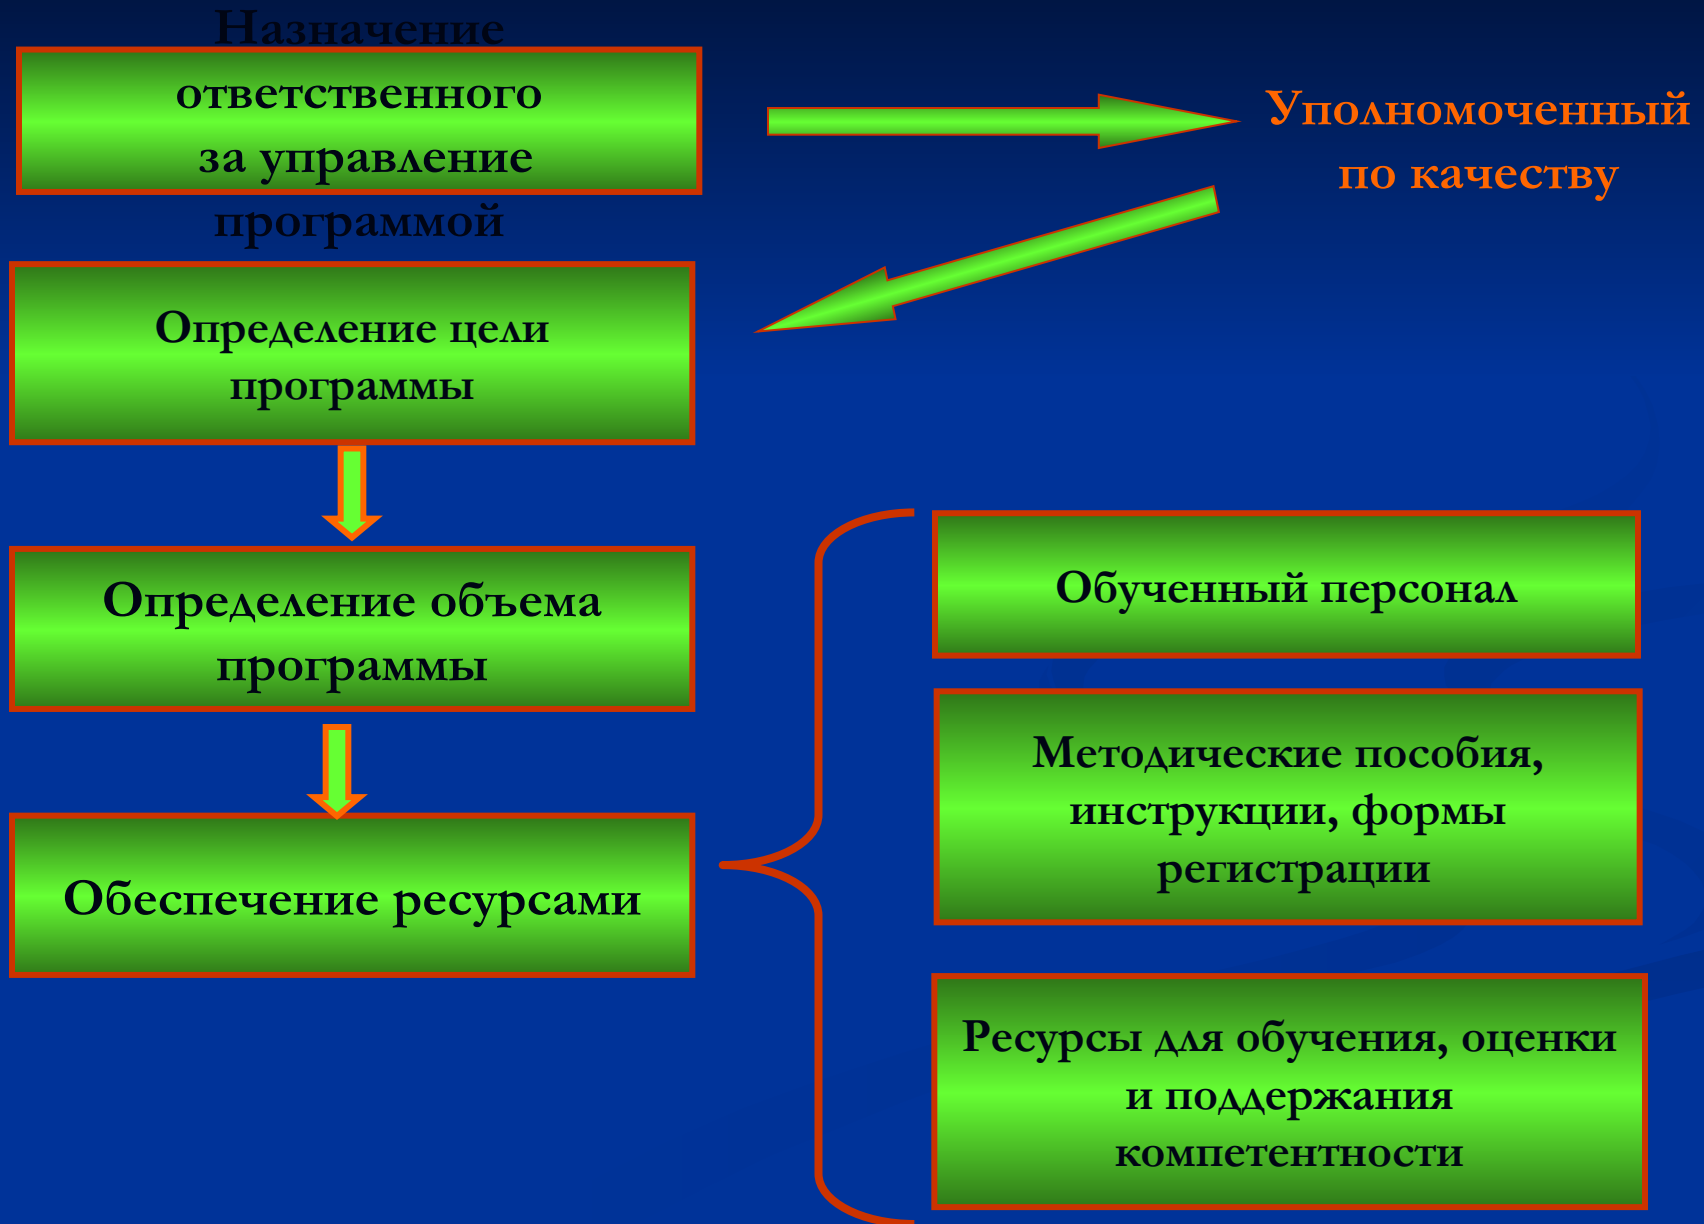 Назначение
ответственного
за управление
программой
Уполномоченный
по качеству
Определение цели
программы
Определение объема
программы
Обеспечение ресурсами
Обученный персонал
Методические пособия,
инструкции, формы
регистрации
Ресурсы для обучения, оценки
и поддержания
компетентности